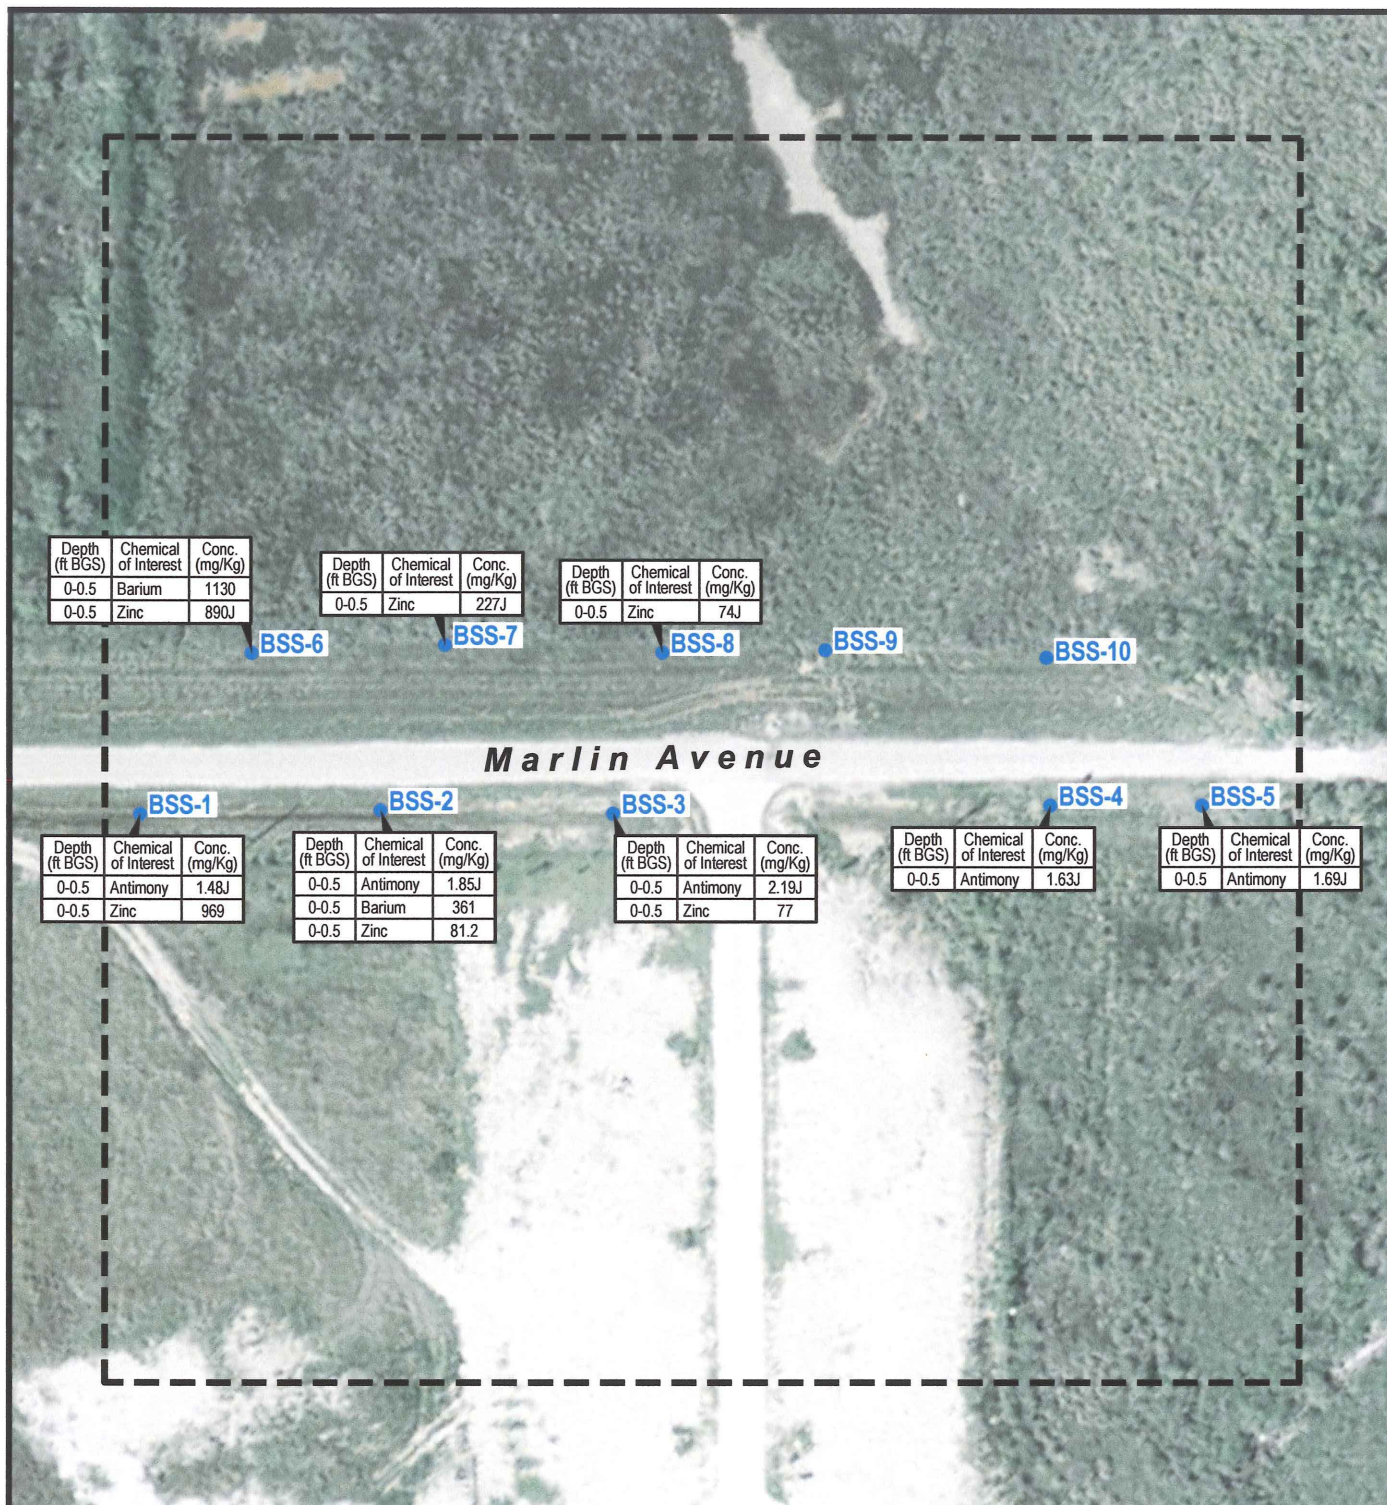 Depth (ft BGS) Chemical of Interest Conc. (mg/Kg)
0-0.5 Barium 1130
0-0.5 Zinc 890J
BSS-6
Depth (ft BGS) Chemical of Interest Conc. (mg/Kg)
0-0.5 Zinc 227J
BSS-7
Depth (ft BGS) Chemical of Interest Conc. (mg/Kg)
0-0.5 Zinc 74J
BSS-8
BSS-9
BSS-10
Marlin Avenue
BSS-1
Depth (ft BGS) Chemical of Interest Conc. (mg/Kg)
0-0.5 Antimony 1.48J
0-0.5 Zinc 969
BSS-2
Depth (ft BGS) Chemical of Interest Conc. (mg/Kg)
0-0.5 Antimony 1.85J
0-0.5 Barium 361
0-0.5 Zinc 81.2
BSS-3
Depth (ft BGS) Chemical of Interest Conc. (mg/Kg)
0-0.5 Antimony 2.19J
0-0.5 Zinc 77
BSS-4
Depth (ft BGS) Chemical of Interest Conc. (mg/Kg)
0-0.5 Antimony 1.63J
BSS-5
Depth (ft BGS) Chemical of Interest Conc. (mg/Kg)
0-0.5 Antimony 1.69J